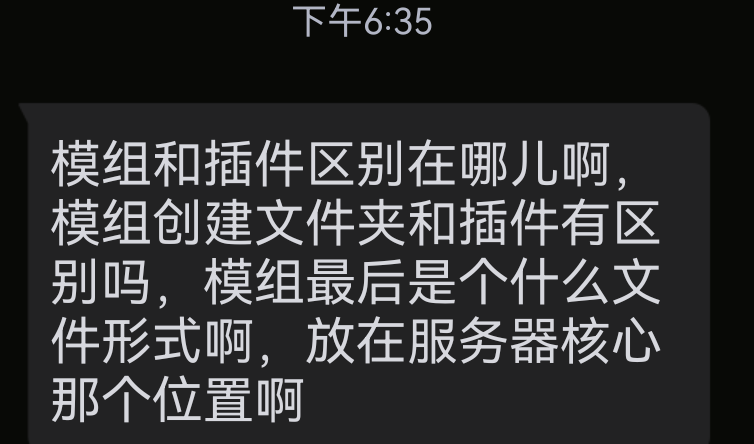 下午6:35
模组和插件区别在哪儿啊，
模组创建文件夹和插件有区
别吗，模组最后是个什么文
件形式啊，放在服务器核心
那个位置啊